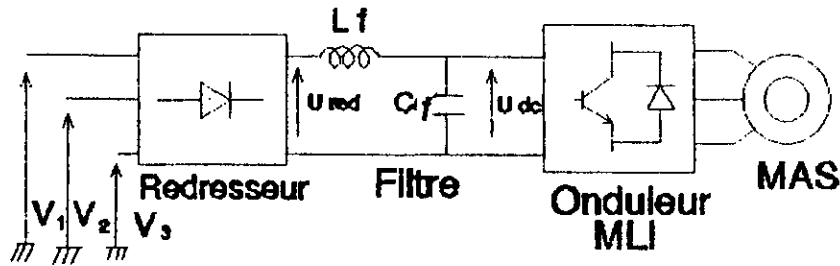 L f
U red
C f
U dc
MAS
Redresseur
Filtre
Onduleur
MLI
V1 V2 V3